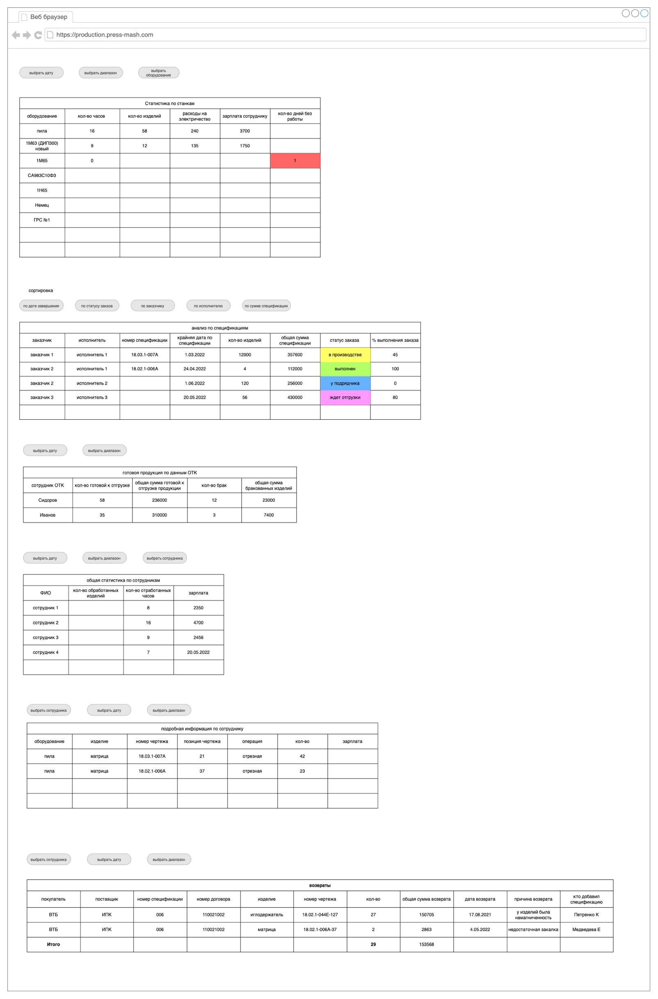 Веб браузер
https://production.press-mash.com
выбрать дату
выбрать диапазон
выбрать
оборудование
Статистика по станкам
оборудование кол-во часов кол-во изделий расходы на электричество зарплата сотруднику кол-во дней без работы
пила 16 58 240 3700
1М63 (ДИП300) новый 9 12 135 1750
1М65 0 1
СА983С10Ф3
1Н65
Немец
ГРС №1
сортировка
по дате завершения
по статусу заказа
по заказчику
по исполнителю
по сумме спецификации
анализ по спецификациям
заказчик исполнитель номер спецификации крайняя дата по спецификации кол-во изделий общая сумма спецификации статус заказа % выполнения заказа
заказчик 1 исполнитель 1 18.03.1-007А 1.03.2022 12000 357600 в производстве 45
заказчик 2 исполнитель 1 18.02.1-006А 24.04.2022 4 112000 выполнен 100
заказчик 2 исполнитель 2 1.06.2022 120 256000 у подрядчика 0
заказчик 3 исполнитель 3 20.05.2022 56 430000 ждет отгрузки 80
выбрать дату
выбрать диапазон
готовоя продукция по данным ОТК
сотрудник ОТК кол-во готовой к отгрузке общая сумма готовой к отгрузке продукции кол-во брак общая сумма бракованных изделий
Сидоров 58 236000 12 23000
Иванов 35 310000 3 7400
выбрать дату
выбрать диапазон
выбрать сотрудника
общая статистика по сотрудникам
ФИО кол-во обработанных изделий кол-во отработанных часов зарплата
сотрудник 1 8 2350
сотрудник 2 16 4700
сотрудник 3 9 2456
сотрудник 4 7 20.05.2022
выбрать сотрудника
выбрать дату
выбрать диапазон
подробная информация по сотруднику
оборудование изделие номер чертежа позиция чертежа операция кол-во зарплата
пила матрица 18.03.1-007А 21 отрезная 42
пила матрица 18.02.1-006А 37 отрезная 23
выбрать сотрудника
выбрать дату
выбрать диапазон
возвраты
покупатель поставщик номер спецификации номер договора изделие номер чертежа кол-во общая сумма возврата дата возврата причина возврата кто добавил спецификацию
ВТБ ИПК 006 110021002 иглодержатель 18.02.1-044Е-127 27 150705 17.08.2021 у изделий была намагниченность Петренко К
ВТБ ИПК 006 110021002 матрица 18.02.1-006А-37 2 2863 4.05.2022 недостаточная закалка Медведева Е
Итого 29 153568